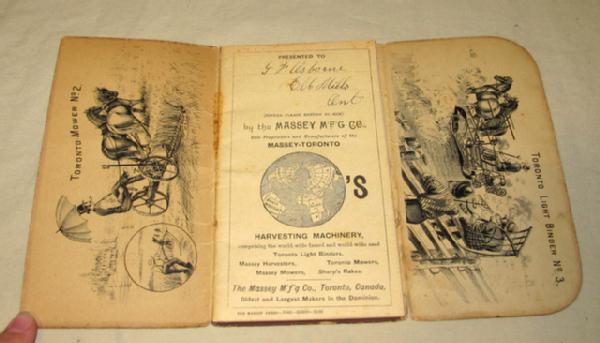 TORONTO MOWER No 2.
PRESENTED TO
G F Osborne
Ont
by the MASSEY M'F'G CO.,
Sole Proprietors and Manufacturers of the
MASSEY-TORONTO
'S
HARVESTING MACHINERY,
comprising the world-wide famed and world-wide used
Toronto Light Binders,
Massey Harvesters, Toronto Mowers,
Massey Mowers, Sharp's Rakes
The Massey M'f'g Co., Toronto, Canada,
Oldest and Largest Makers in the Dominion.
TORONTO LIGHT BINDER No 3.